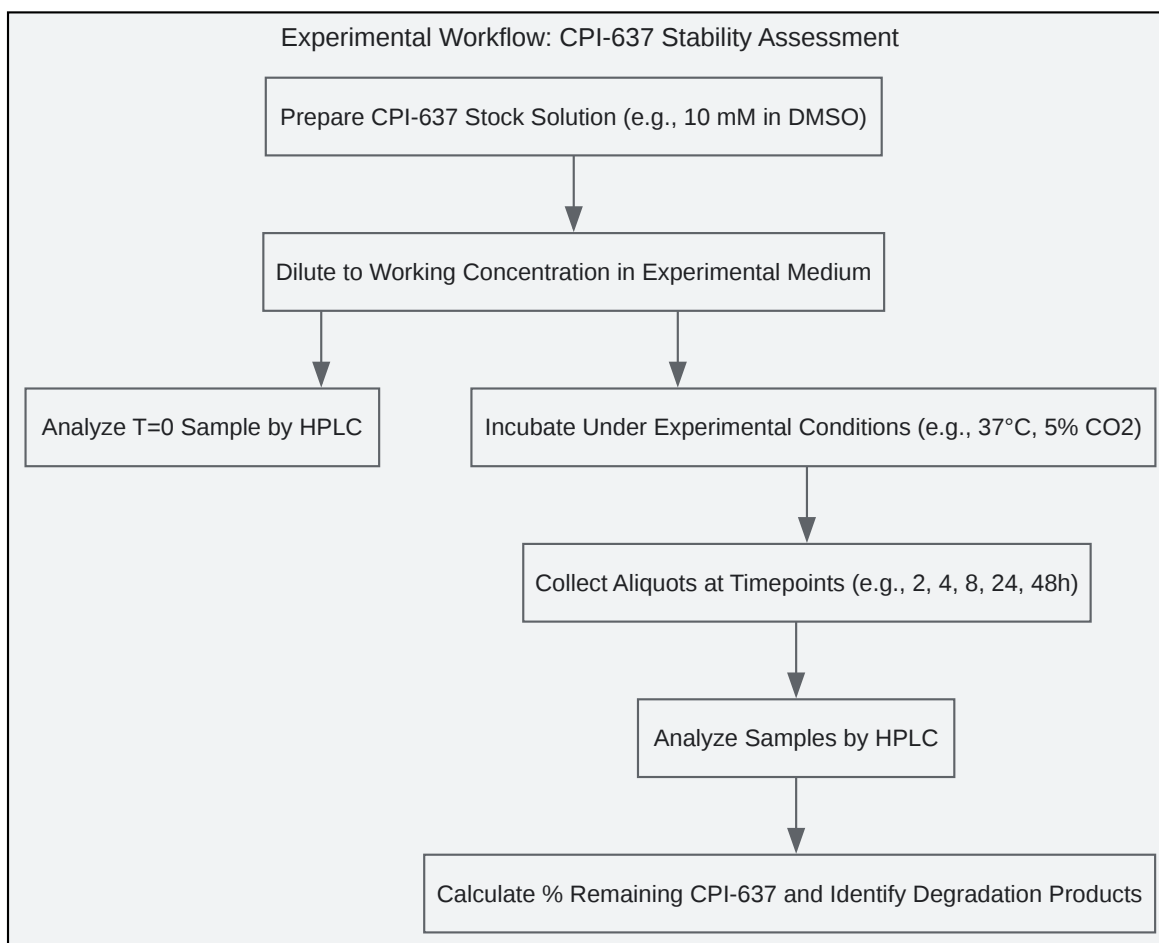 Experimental Workflow: CPI-637 Stability Assessment
Prepare CPI-637 Stock Solution (e.g., 10 mM in DMSO)
Dilute to Working Concentration in Experimental Medium
Analyze T=0 Sample by HPLC
Incubate Under Experimental Conditions (e.g., 37°C, 5% CO2)
Collect Aliquots at Timepoints (e.g., 2, 4, 8, 24, 48h)
Analyze Samples by HPLC
Calculate % Remaining CPI-637 and Identify Degradation Products